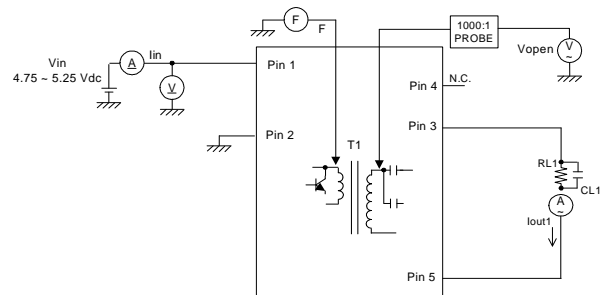 F
F
1000:1
PROBE
Vin
4.75 ~ 5.25 Vdc
A
Iin
V
Vopen
V
~
Pin 1
Pin 4
N.C.
Pin 2
Pin 3
T1
RL1
CL1
A
~
Iout1
Pin 5